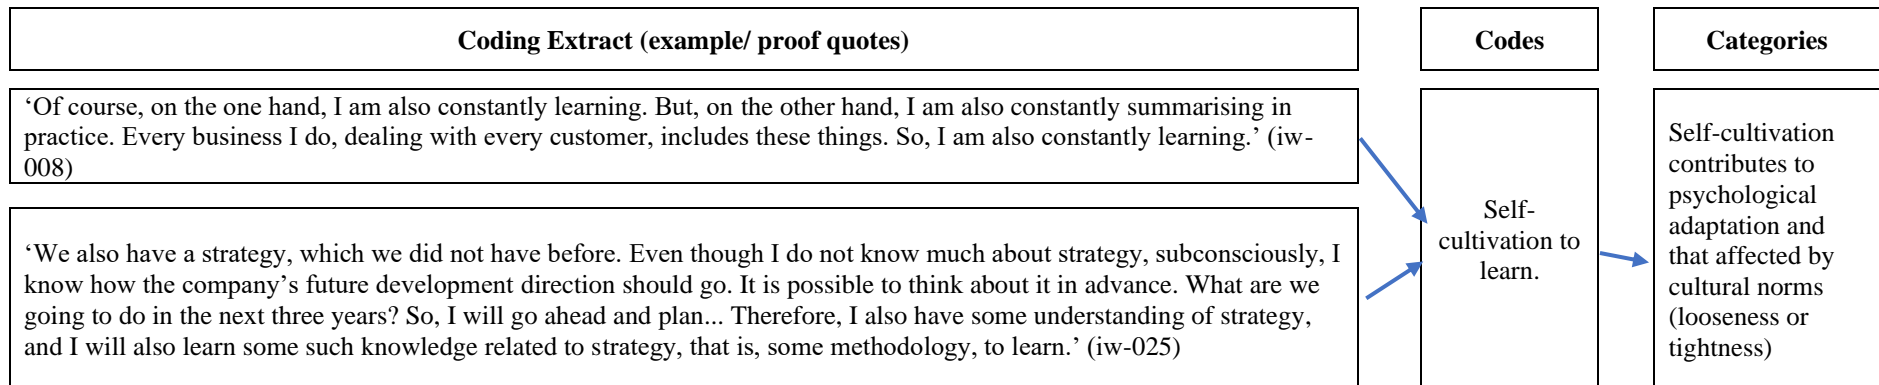 Coding Extract (example/ proof quotes)
Codes
Categories
‘Of course, on the one hand, I am also constantly learning. But, on the other hand, I am also constantly summarising in
practice. Every business I do, dealing with every customer, includes these things. So, I am also constantly learning.’ (iw-
008)
‘We also have a strategy, which we did not have before. Even though I do not know much about strategy, subconsciously, I
know how the company’s future development direction should go. It is possible to think about it in advance. What are we
going to do in the next three years? So, I will go ahead and plan... Therefore, I also have some understanding of strategy,
and I will also learn some such knowledge related to strategy, that is, some methodology, to learn.’ (iw-025)
Self-
cultivation to
learn.
Self-cultivation
contributes to
psychological
adaptation and
that affected by
cultural norms
(looseness or
tightness)